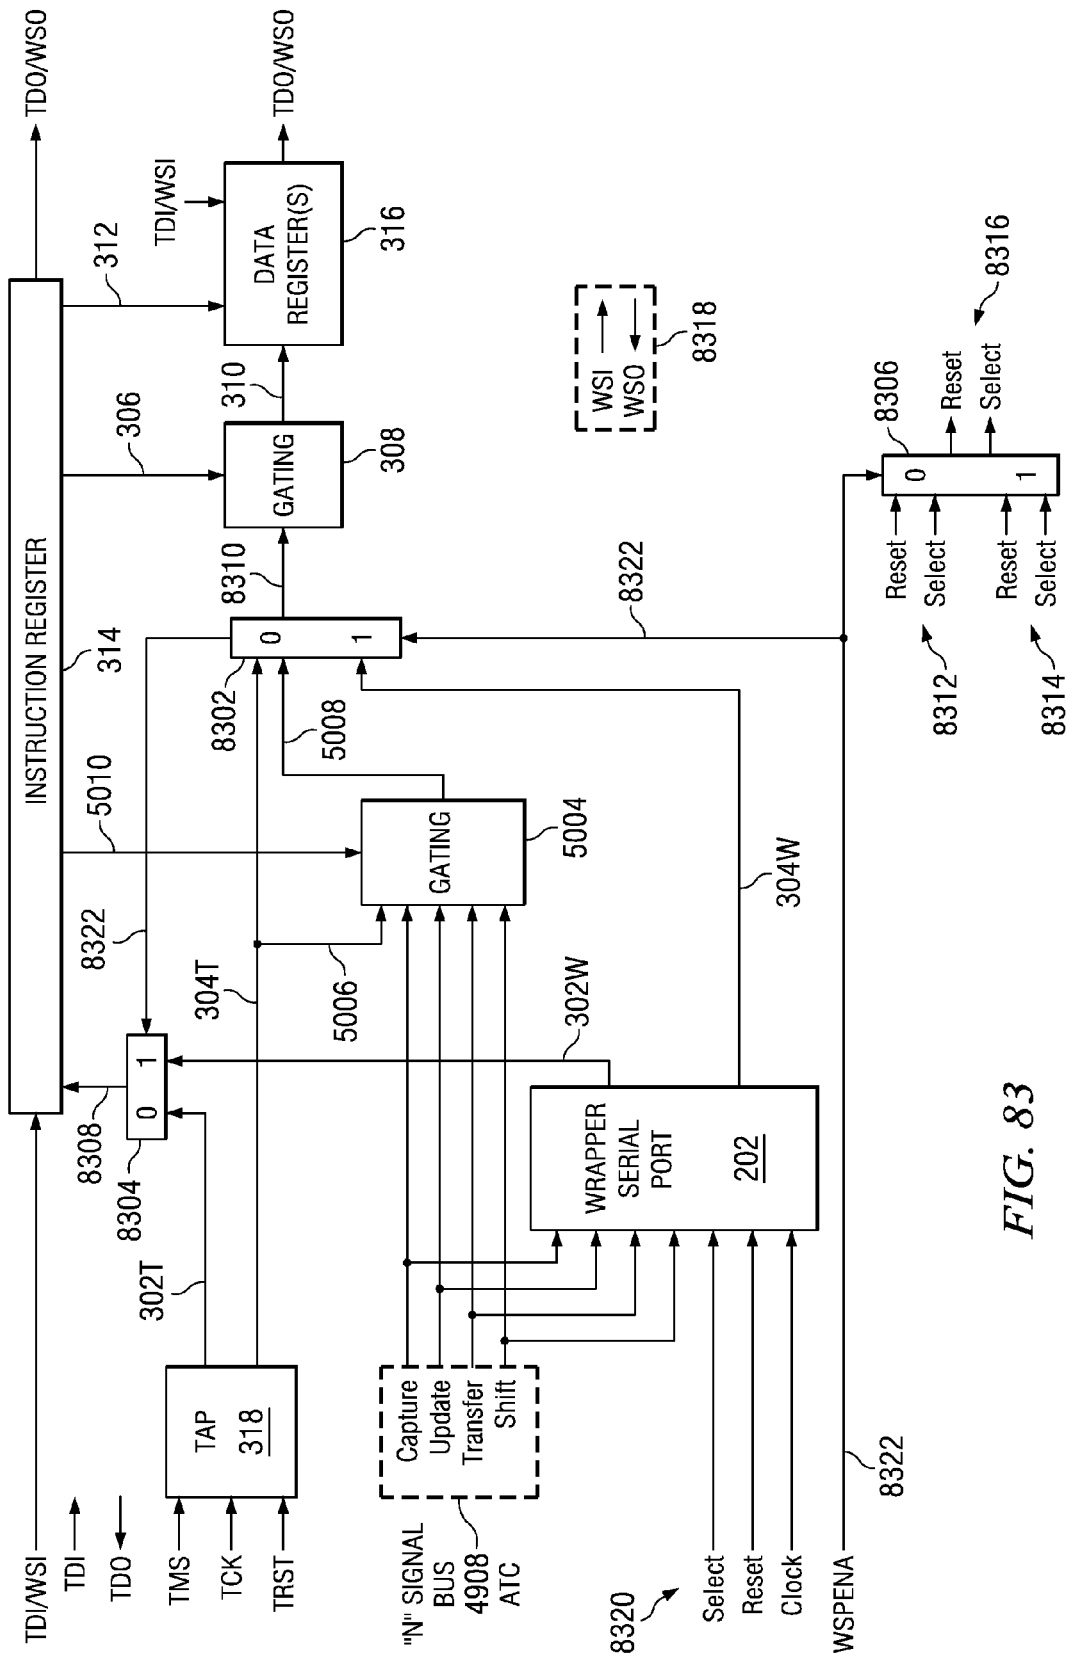 TDI/WSI
TDI
TDO
TMS
TCK
TRST
TAP
318
302T
304T
8304
8308
0
1
8322
INSTRUCTION REGISTER
314
TDO/WSO
5010
306
312
8302
0
1
5008
8310
GATING
308
310
DATA
REGISTER(S)
316
TDI/WSI
TDO/WSO
"N" SIGNAL
BUS
4908
ATC
Capture
Update
Transfer
Shift
5006
GATING
5004
302W
304W
WRAPPER
SERIAL
PORT
202
8320
Select
Reset
Clock
WSPENA
8322
8322
WSI
WSO
8318
Reset
Select
Reset
Select
8312
8314
0
1
8306
Reset
Select
8316
FIG. 83